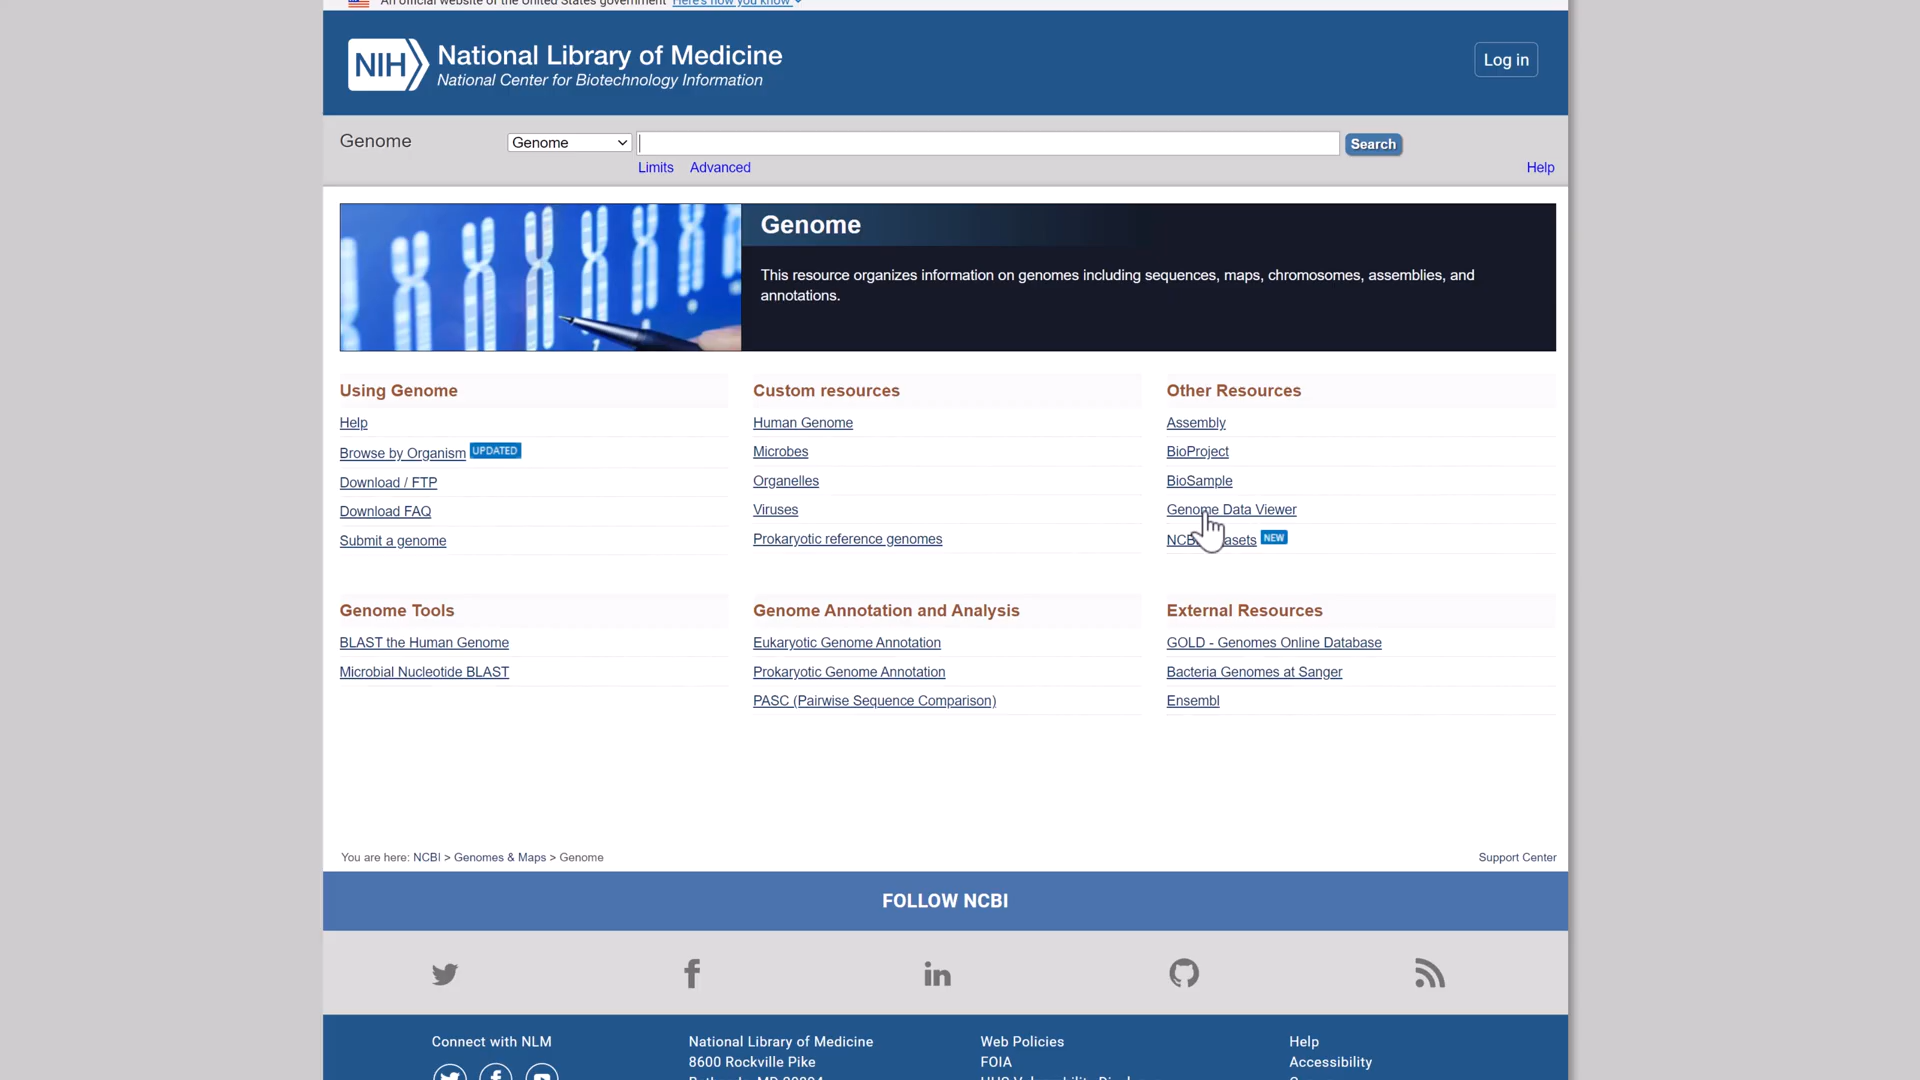 An official website of the United States government Here's how you know
NIH National Library of Medicine
National Center for Biotechnology Information
Log in
Genome
Genome
Search
Limits
Advanced
Help
Genome
This resource organizes information on genomes including sequences, maps, chromosomes, assemblies, and
annotations.
Using Genome
Help
Browse by Organism UPDATED
Download / FTP
Download FAQ
Submit a genome
Custom resources
Human Genome
Microbes
Organelles
Viruses
Prokaryotic reference genomes
Other Resources
Assembly
BioProject
BioSample
Genome Data Viewer
NEW
Genome Tools
BLAST the Human Genome
Microbial Nucleotide BLAST
Genome Annotation and Analysis
Eukaryotic Genome Annotation
Prokaryotic Genome Annotation
PASC (Pairwise Sequence Comparison)
External Resources
GOLD - Genomes Online Database
Bacteria Genomes at Sanger
Ensembl
You are here: NCBI > Genomes & Maps > Genome
Support Center
FOLLOW NCBI
Connect with NLM
National Library of Medicine
8600 Rockville Pike
Web Policies
FOIA
Help
Accessibility